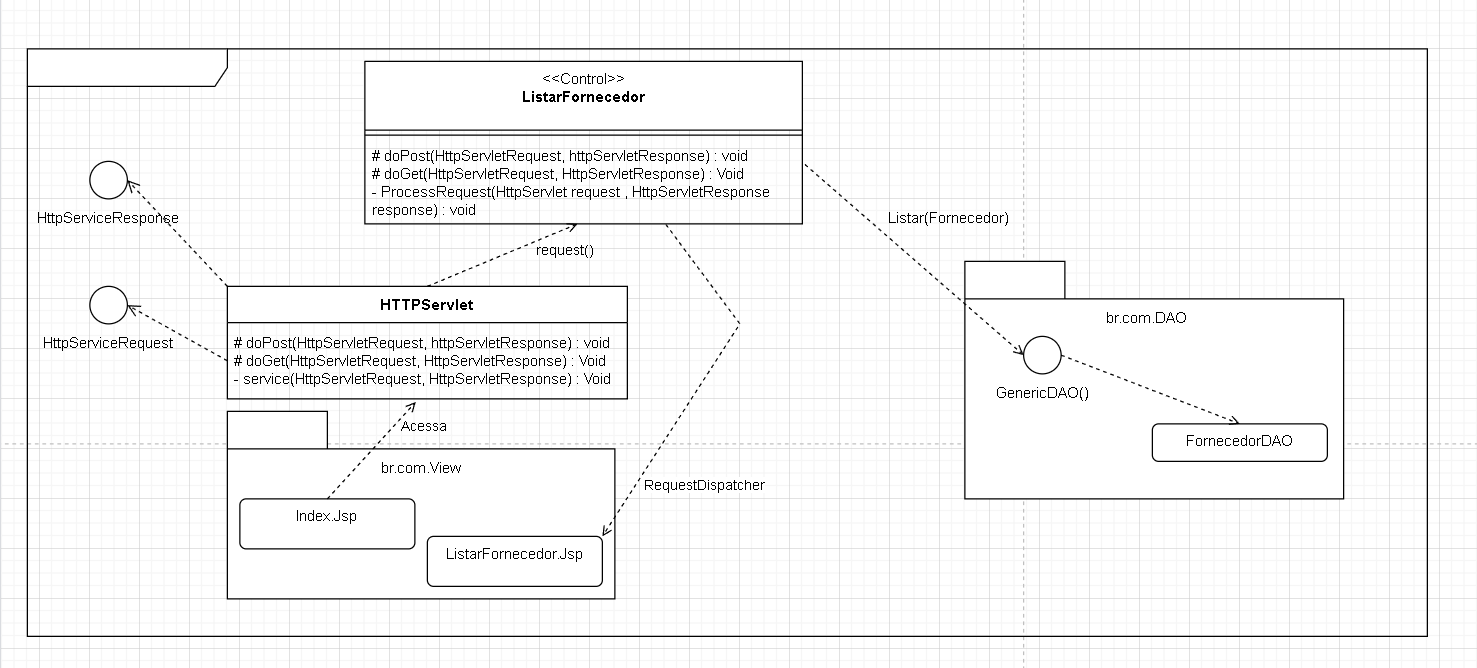 <<Control>>
ListarFornecedor
# doPost(HttpServletRequest, httpServletResponse) : void
# doGet(HttpServletRequest, HttpServletResponse) : Void
- ProcessRequest(HttpServlet request , HttpServletResponse
response) : void
HttpServiceResponse
Listar(Fornecedor)
request()
HTTPServlet
# doPost(HttpServletRequest, httpServletResponse) : void
# doGet(HttpServletRequest, HttpServletResponse) : Void
- service(HttpServletRequest, HttpServletResponse) : Void
HttpServiceRequest
br.com.DAO
GenericDAO()
FornecedorDAO
Acessa
br.com.View
RequestDispatcher
Index.Jsp
ListarFornecedor.Jsp